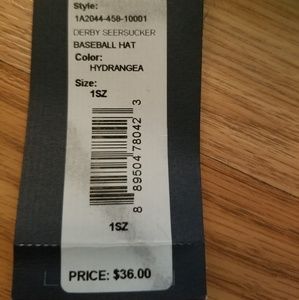 Style:
1A2044-458-10001
DERBY SEERSUCKER
BASEBALL HAT
Color:
HYDRANGEA
Size:
1SZ
8 89504 78042 3
1SZ
PRICE: $36.00